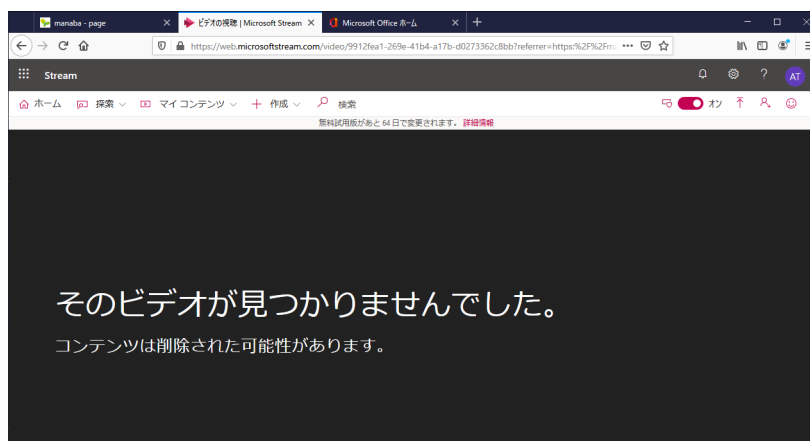 manaba - page
ビデオの視聴 | Microsoft Stream
Microsoft Office ホーム
https://web.microsoftstream.com/video/9912fea1-269e-41b4-a17b-d0273362c8bb?referrer=https:%2F%2Fma
Stream
AT
ホーム 探索 マイ コンテンツ 作成 検索 オン
無料試用版があと 64 日で変更されます。 詳細情報
そのビデオが見つかりませんでした。
コンテンツは削除された可能性があります。